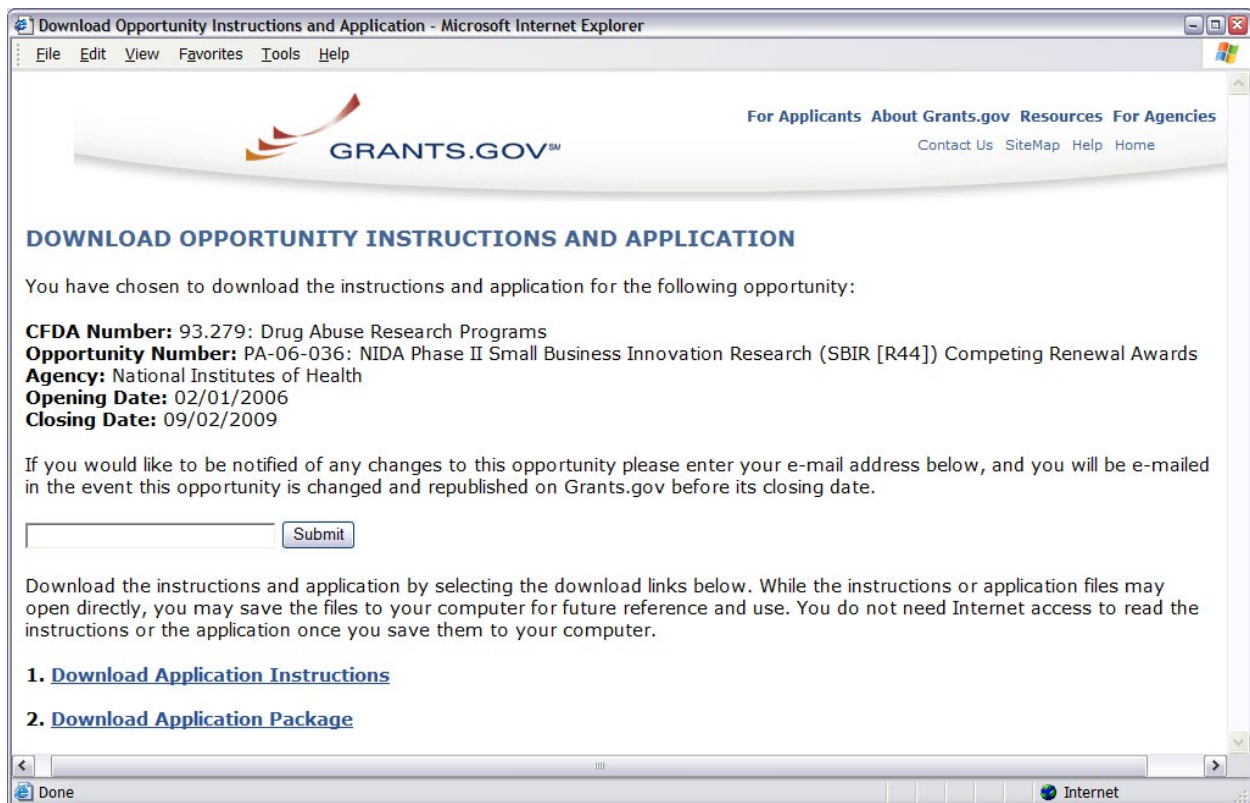 Download Opportunity Instructions and Application - Microsoft Internet Explorer
File Edit View Favorites Tools Help
For Applicants About Grants.gov Resources For Agencies
Contact Us SiteMap Help Home
GRANTS.GOV℠
DOWNLOAD OPPORTUNITY INSTRUCTIONS AND APPLICATION
You have chosen to download the instructions and application for the following opportunity:
CFDA Number: 93.279: Drug Abuse Research Programs
Opportunity Number: PA-06-036: NIDA Phase II Small Business Innovation Research (SBIR [R44]) Competing Renewal Awards
Agency: National Institutes of Health
Opening Date: 02/01/2006
Closing Date: 09/02/2009
If you would like to be notified of any changes to this opportunity please enter your e-mail address below, and you will be e-mailed
in the event this opportunity is changed and republished on Grants.gov before its closing date.
Submit
Download the instructions and application by selecting the download links below. While the instructions or application files may
open directly, you may save the files to your computer for future reference and use. You do not need Internet access to read the
instructions or the application once you save them to your computer.
1. Download Application Instructions
2. Download Application Package
Done Internet